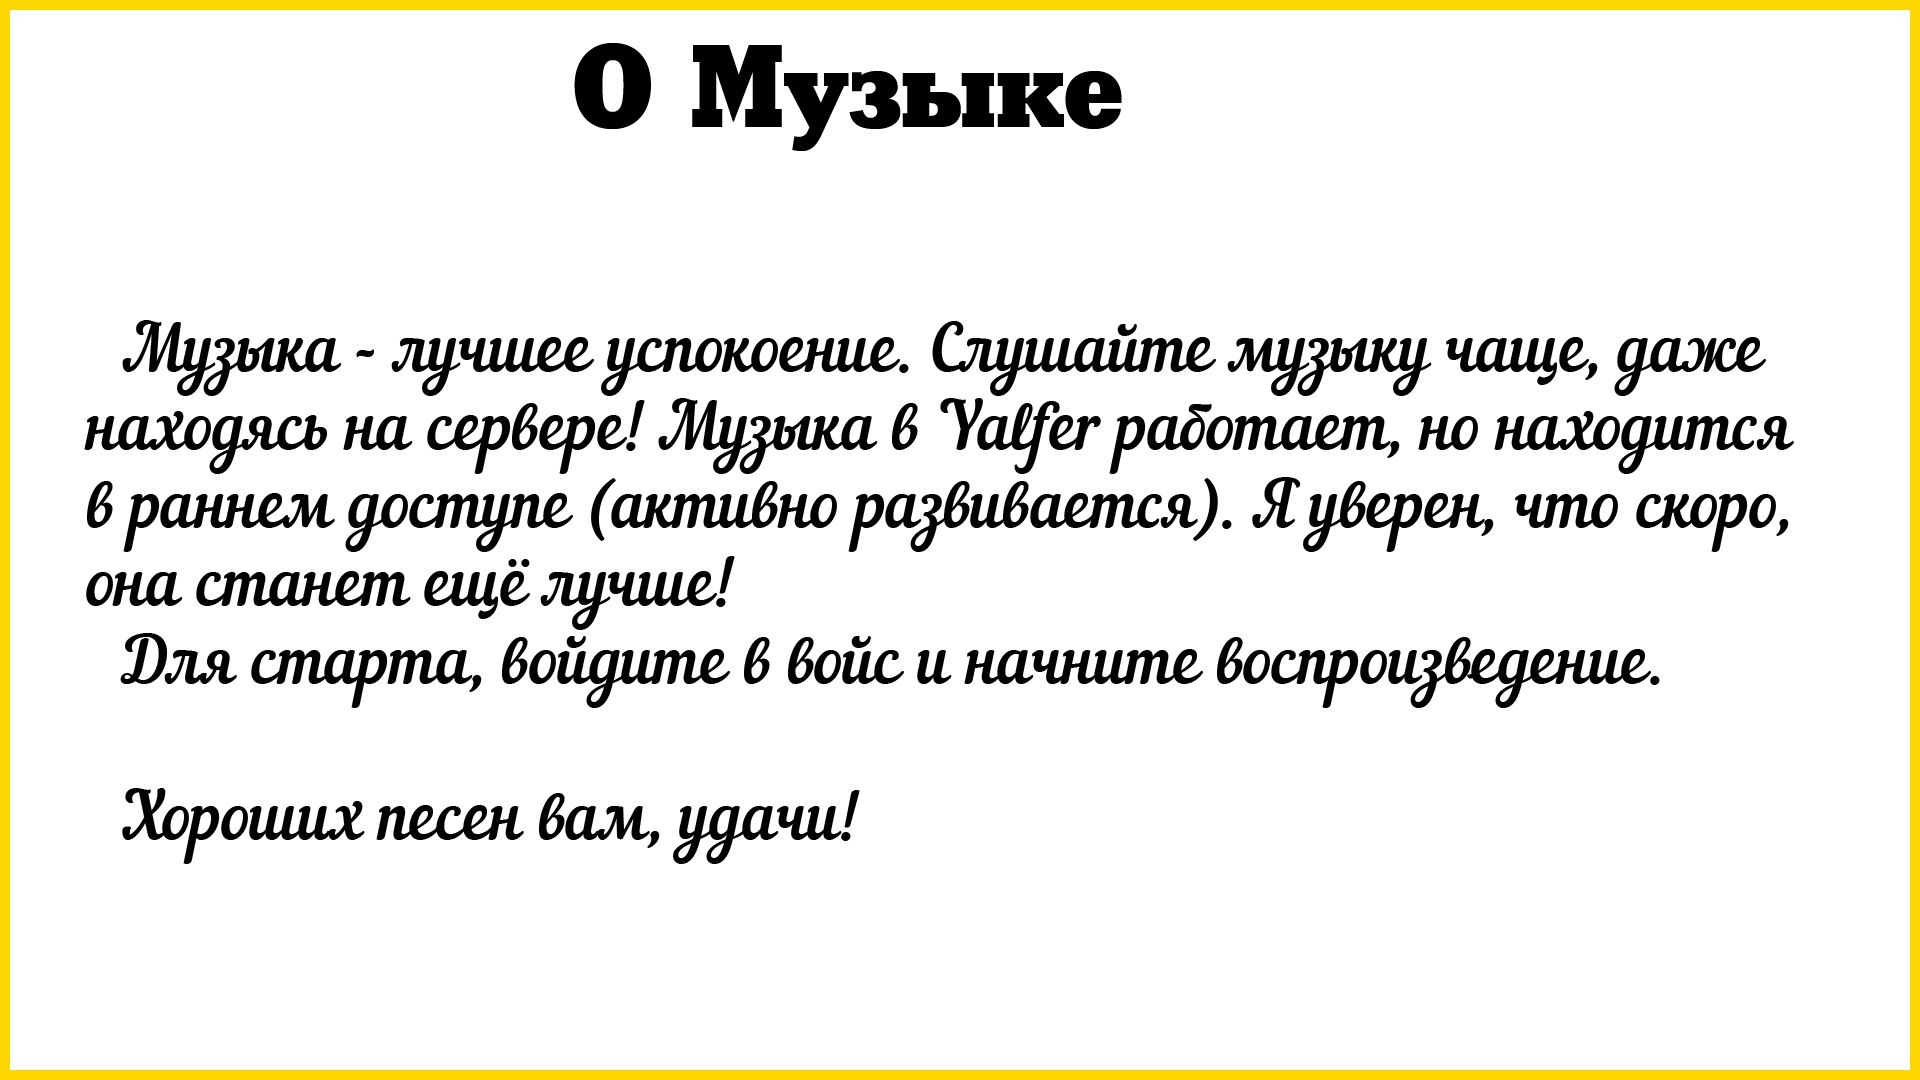 О Музыке
Музыка - лучшее успокоение. Слушайте музыку чаще, даже
находясь на сервере! Музыка в Yalfer работает, но находится
в раннем доступе (активно развивается). Я уверен, что скоро,
она станет ещё лучше!
Для старта, войдите в войс и начните воспроизведение.
Хороших песен вам, удачи!